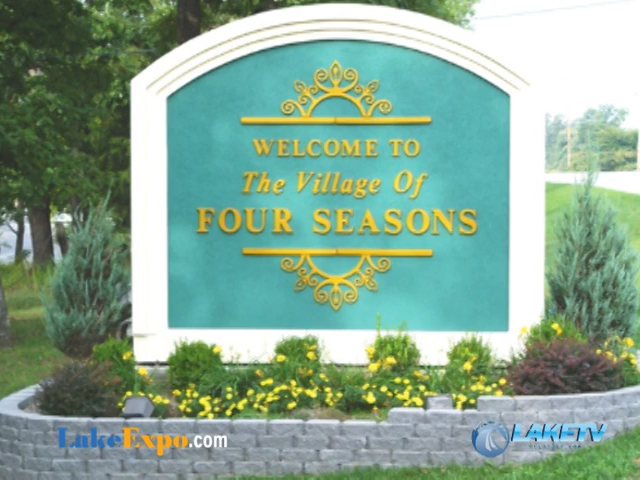 WELCOME TO
The Village Of
FOUR SEASONS
LakeExpo.com
LAKETV